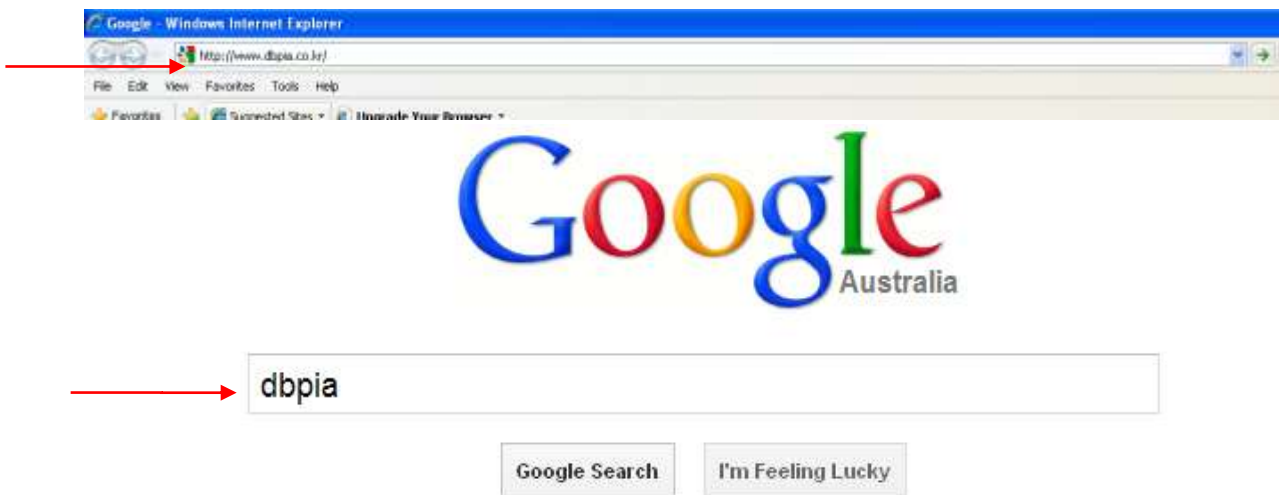 Google - Windows Internet Explorer
http://www.dbpia.co.kr/
File Edit View Favorites Tools Help
Favorites Suggested Sites Upgrade Your Browser
Google
Australia
dbpia
Google Search I'm Feeling Lucky